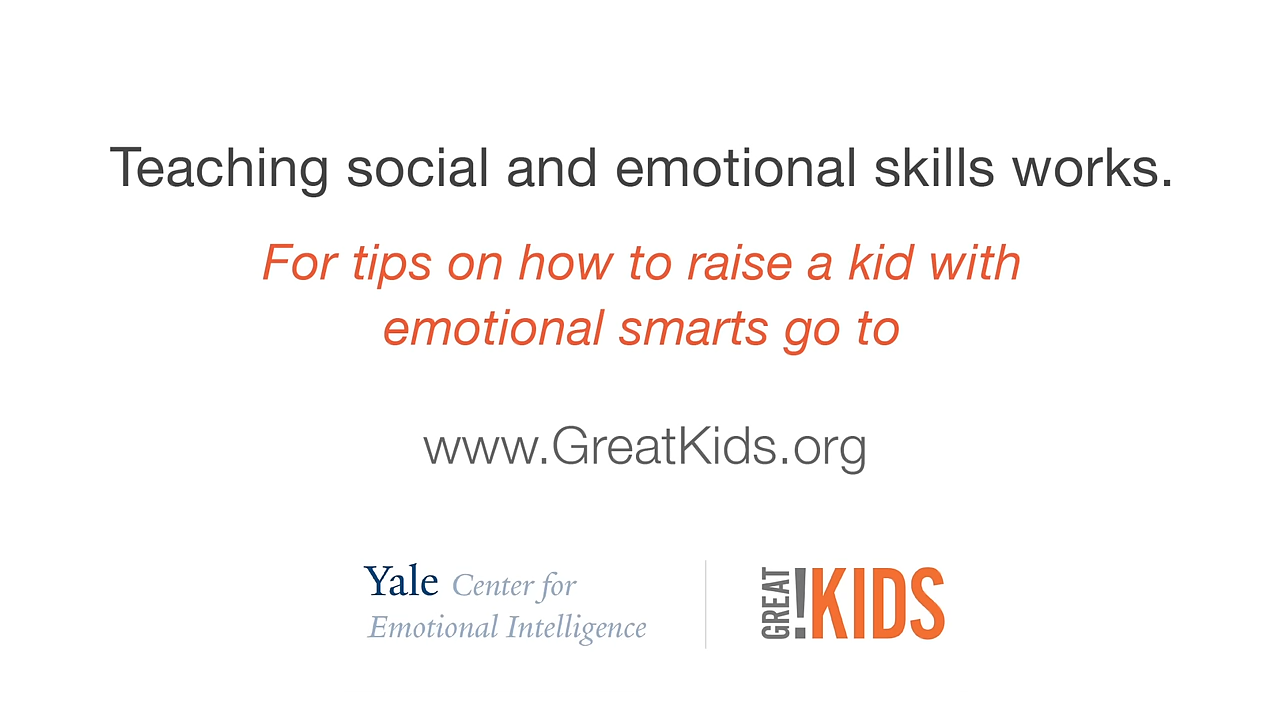 Teaching social and emotional skills works.
For tips on how to raise a kid with
emotional smarts go to
www.GreatKids.org
Yale Center for
Emotional Intelligence
GREAT!KIDS